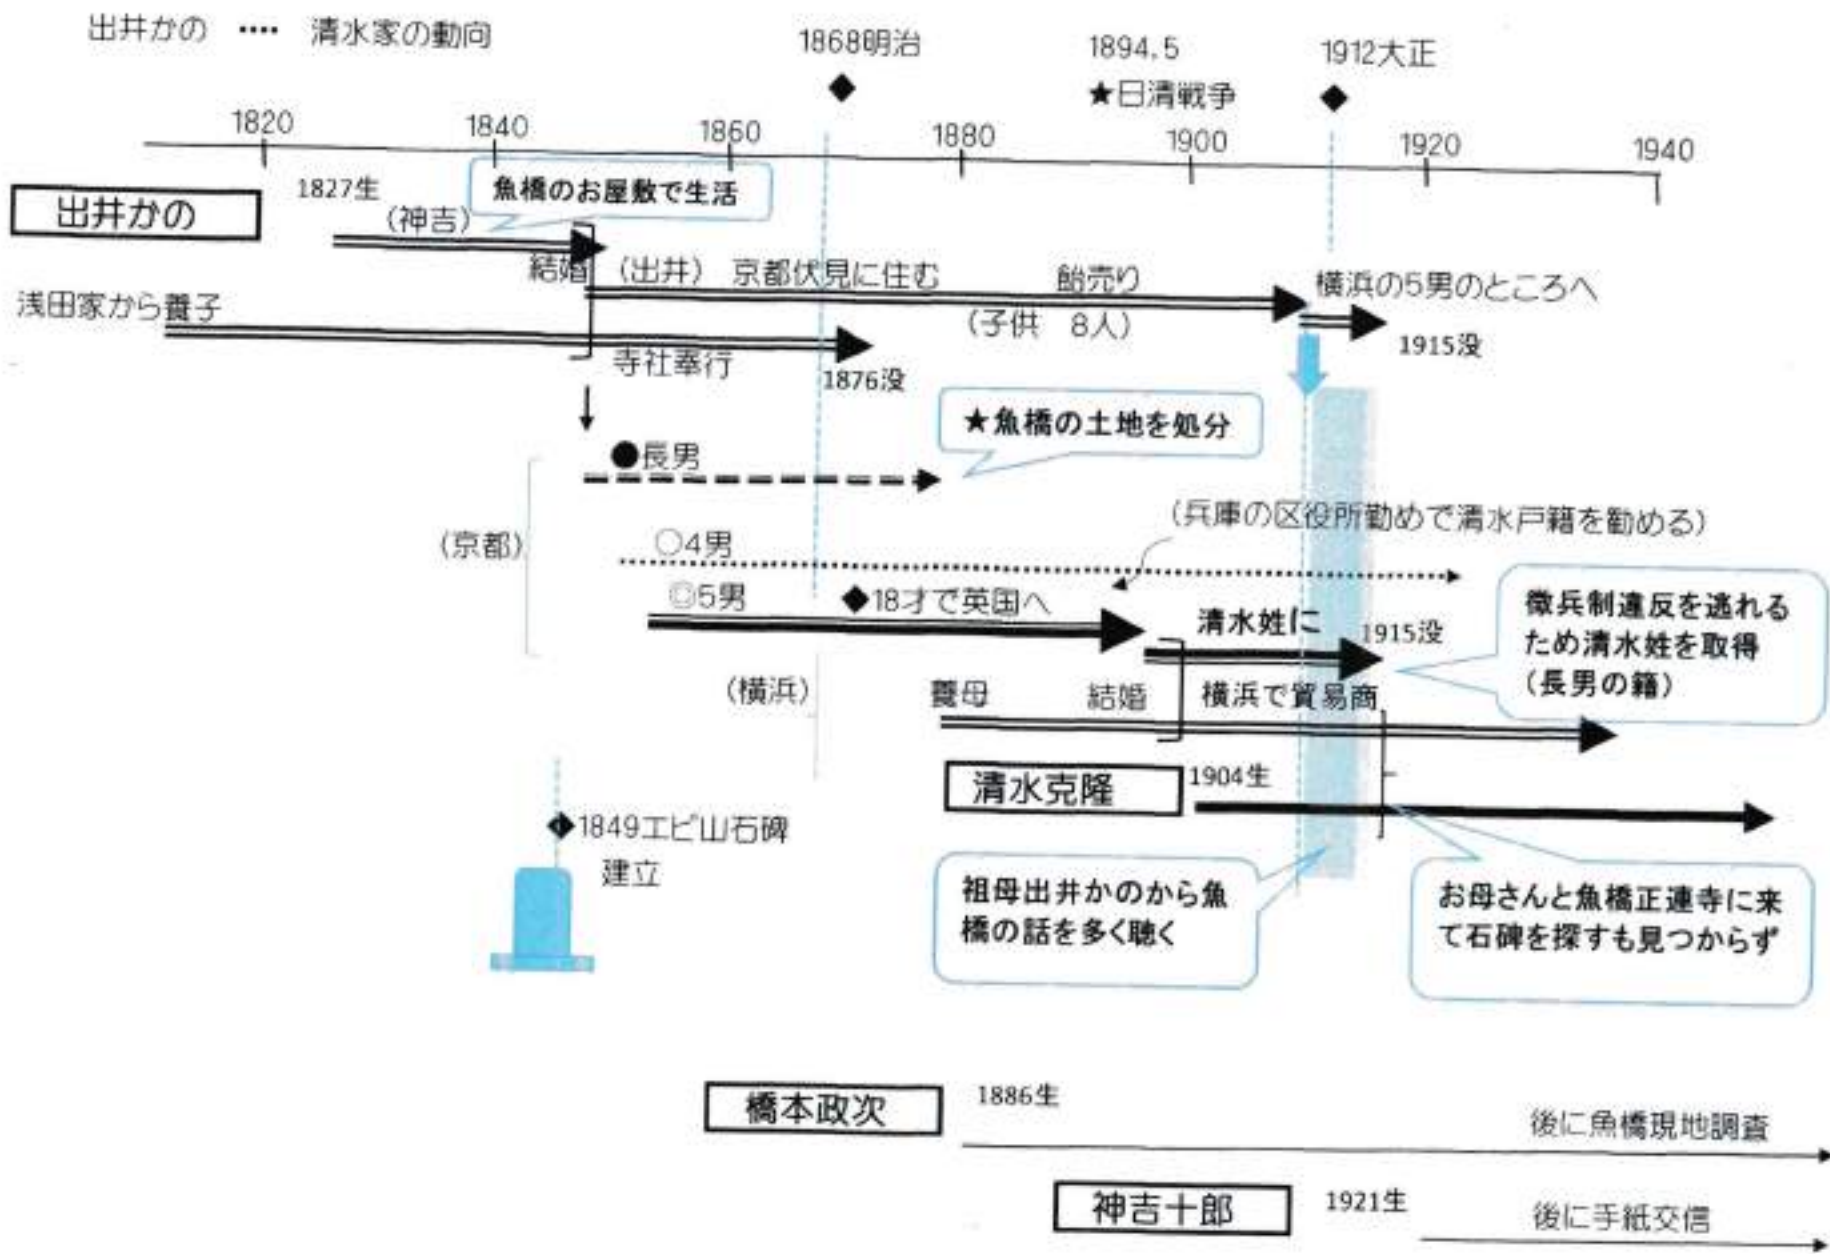 出井かの ‥‥ 清水家の動向
1868明治
1894.5
★日清戦争
1912大正
1820
1840
1860
1880
1900
1920
1940
出井かの
1827生
(神吉)
魚橋のお屋敷で生活
結婚
(出井)
京都伏見に住む
飴売り
横浜の5男のところへ
浅田家から養子
(子供 8人)
1915没
寺社奉行
1876没
★魚橋の土地を処分
●長男
(兵庫の区役所勤めで清水戸籍を勧める)
(京都)
○4男
◎5男
◆18才で英国へ
清水姓に
1915没
徴兵制違反を逃れる
ため清水姓を取得
(長男の籍)
(横浜)
養母
結婚
横浜で貿易商
清水克隆
1904生
1849エピ山石碑
建立
祖母出井かのから魚
橋の話を多く聴く
お母さんと魚橋正連寺に来
て石碑を探すも見つからず
橋本政次
1886生
後に魚橋現地調査
神吉十郎
1921生
後に手紙交信